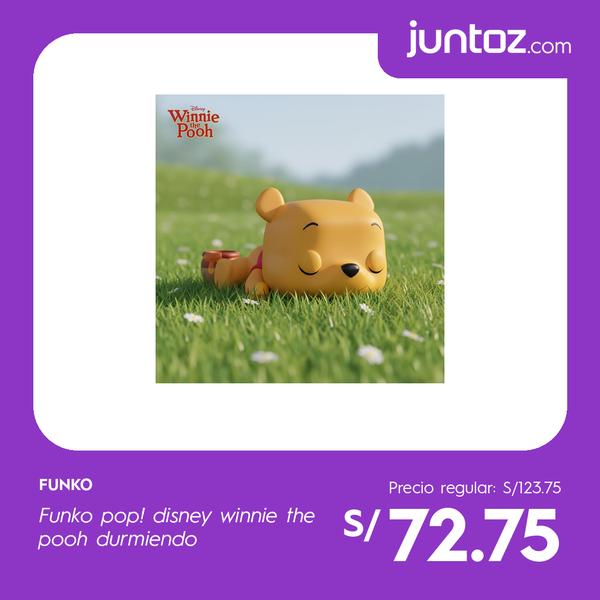 juntoz.com
Disney
Winnie
the
Pooh
FUNKO
Funko pop! disney winnie the
pooh durmiendo
Precio regular: S/123.75
S/72.75